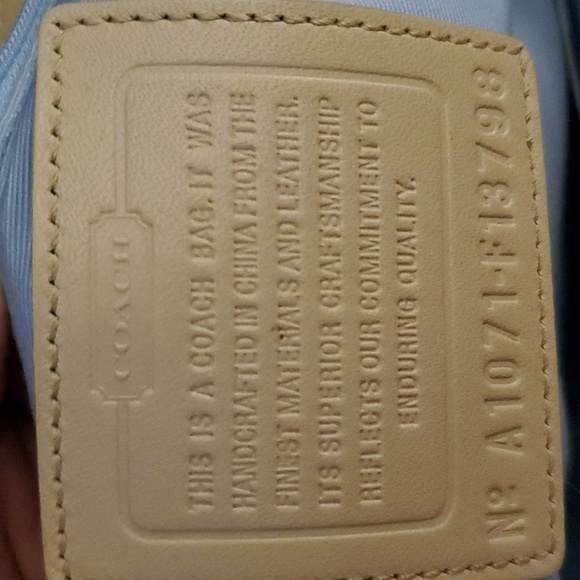 COACH
THIS IS A COACH BAG. IT WAS
HANDCRAFTED IN CHINA FROM THE
FINEST MATERIALS AND LEATHER.
ITS SUPERIOR CRAFTSMANSHIP
REFLECTS OUR COMMITMENT TO
ENDURING QUALITY.
Nº A1071-F13798